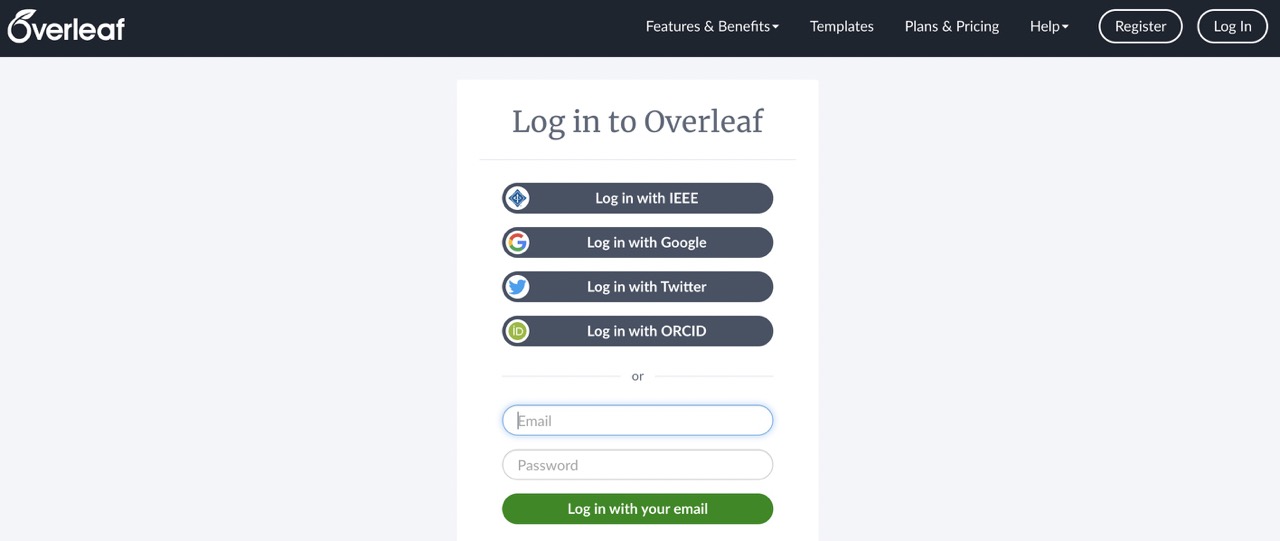 Overleaf
Features & Benefits
Templates
Plans & Pricing
Help
Register
Log In
Log in to Overleaf
Log in with IEEE
Log in with Google
Log in with Twitter
iD Log in with ORCID
or
Email
Password
Log in with your email